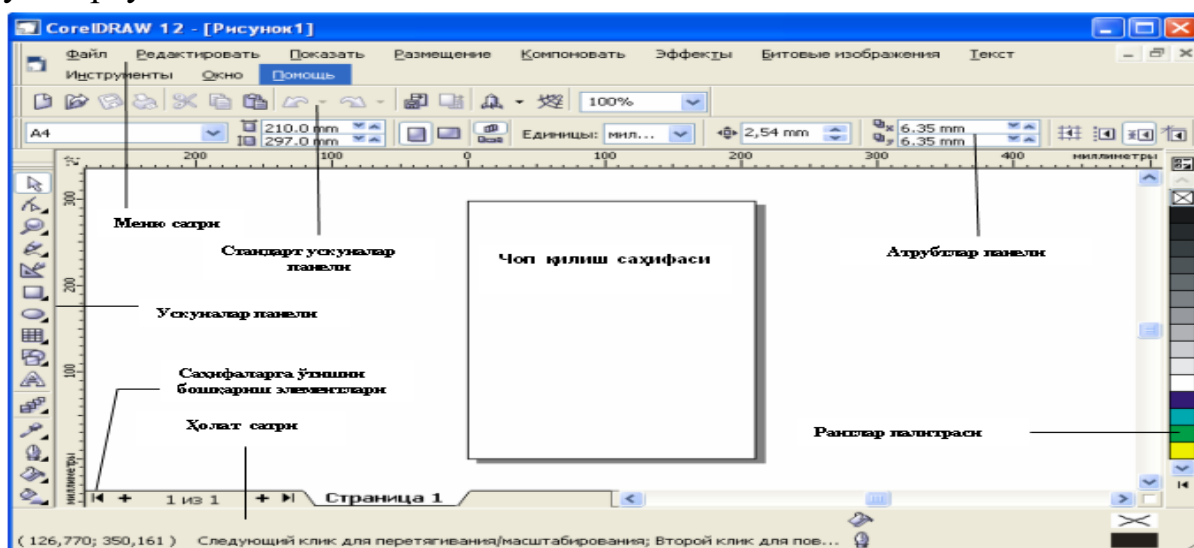 CorelDRAW 12 - [Рисунок1]
Файл Редактировать Показать Размещение Компоновать Эффекты Битовые изображения Текст
Инструменты Окно Помощь
100%
A4 210.0 mm 297.0 mm Единицы: мил... 2,54 mm 6.35 mm 6.35 mm
200 100 0 100 200 300 400 миллиметры
300
Меню сатри
Стандарт ускуналар
панели
Чоп қилиш саҳифаси
Атрубтлар панели
200
Ускуналар панели
100
Саҳифаларга ўтишни
бошқариш элементлари
Ҳолат сатри
Ранглар палитраси
миллиметры
1 из 1 Страница 1
( 126,770; 350,161 ) Следующий клик для перетягивания/масштабирования; Второй клик для пов...